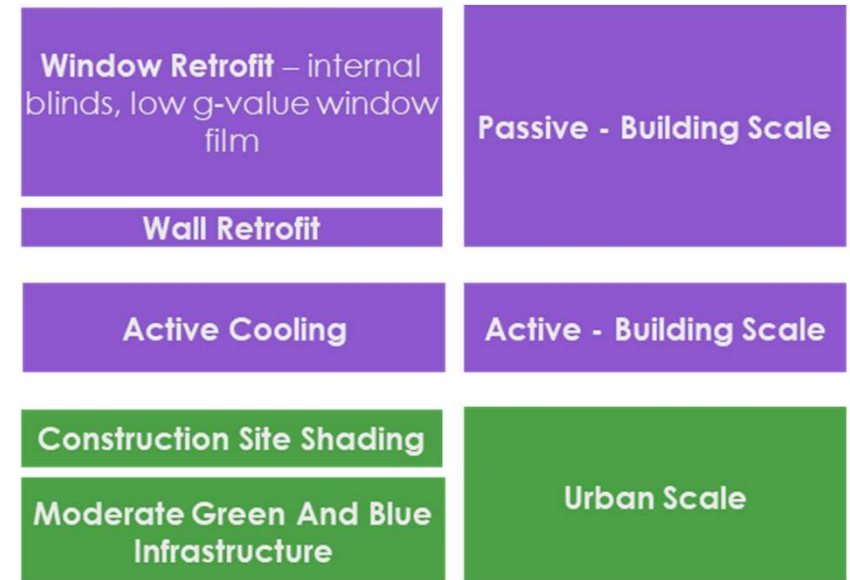 Window Retrofit – internal
blinds, low g-value window
film
Wall Retrofit
Passive - Building Scale
Active Cooling
Active - Building Scale
Construction Site Shading
Moderate Green And Blue
Infrastructure
Urban Scale